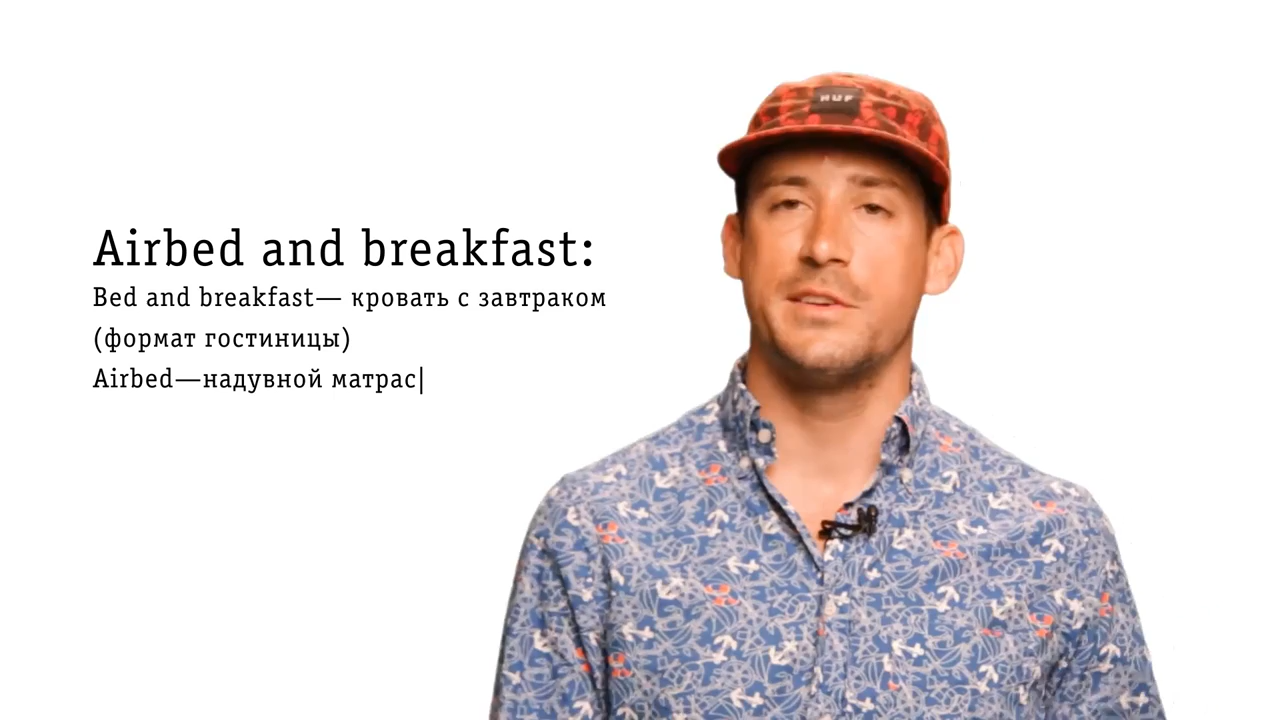 Airbed and breakfast:
Bed and breakfast— кровать с завтраком
(формат гостиницы)
Airbed—надувной матрас|
HUF